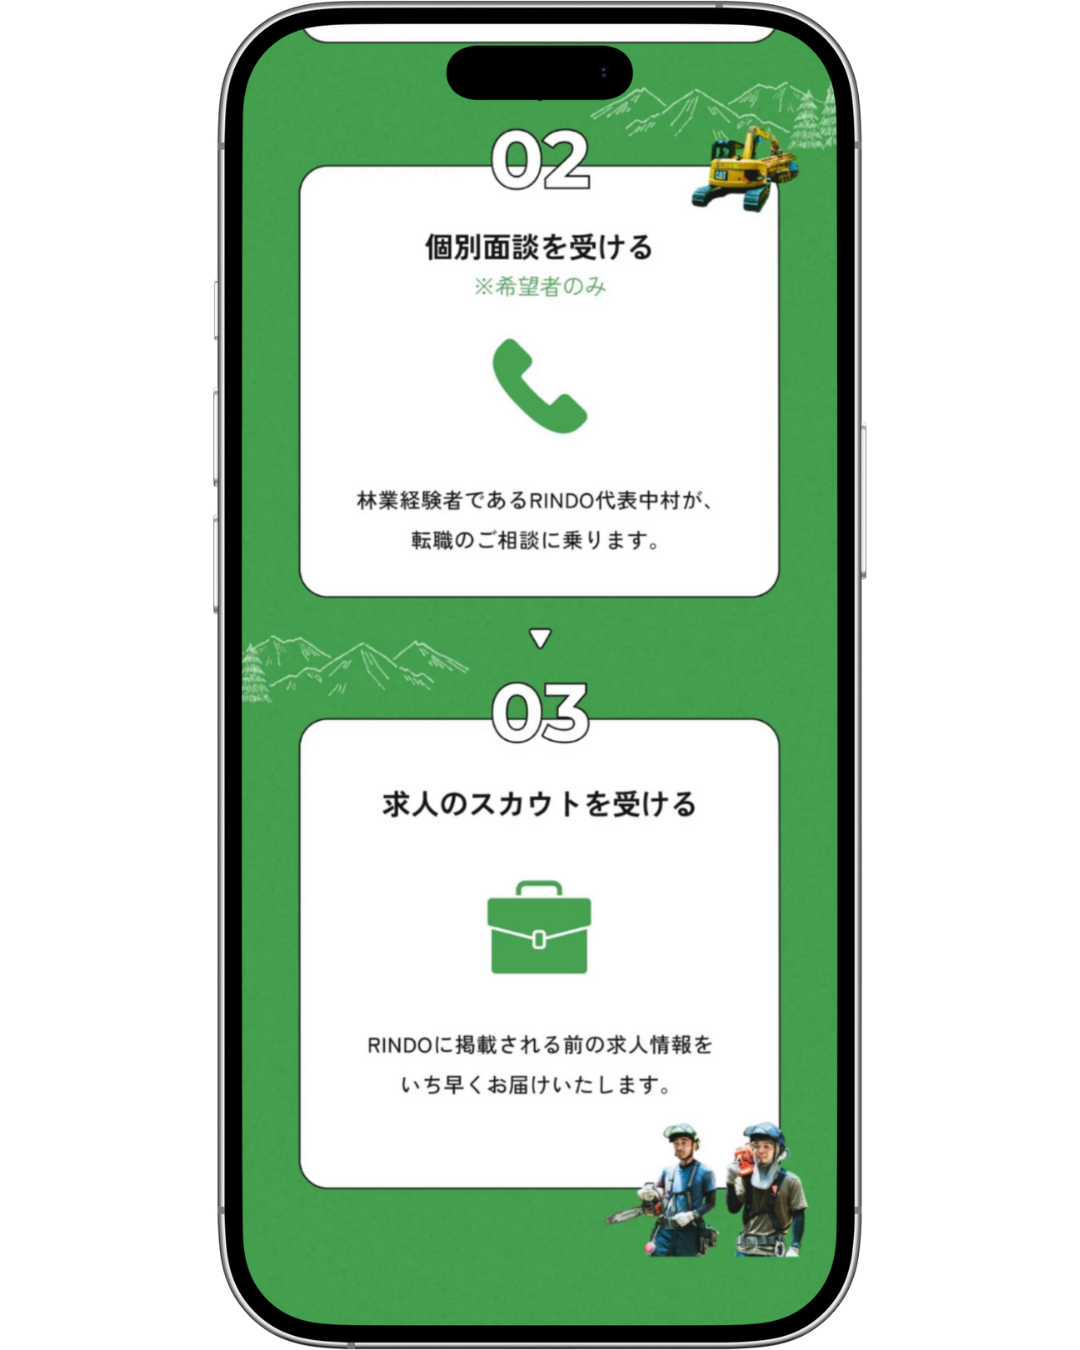 02
個別面談を受ける
※希望者のみ
林業経験者であるRINDO代表中村が、
転職のご相談に乗ります。
03
求人のスカウトを受ける
RINDOに掲載される前の求人情報を
いち早くお届けいたします。
CAT